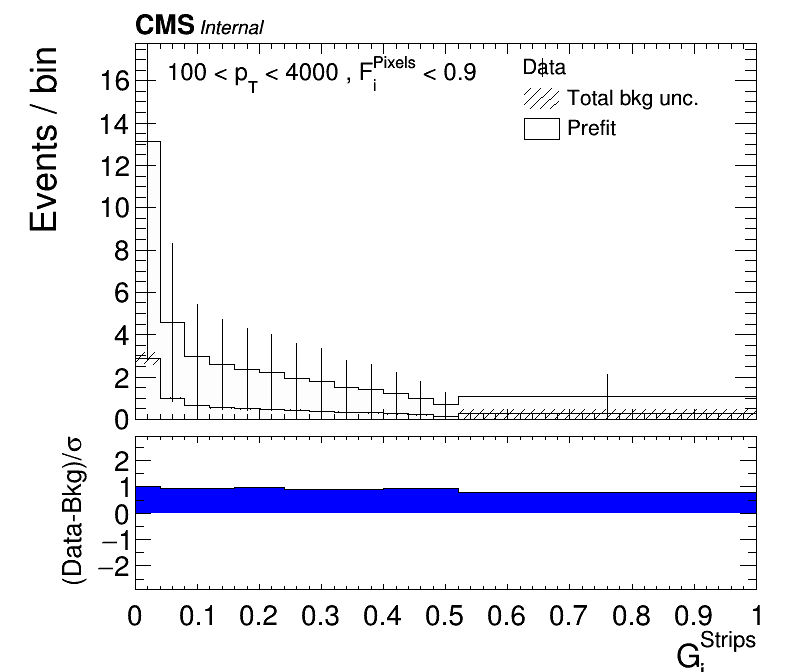 CMS Internal
100 < p_T < 4000 , F_i^Pixels < 0.9
Data
Total bkg unc.
Prefit
Events / bin
16
14
12
10
8
6
4
2
0
(Data-Bkg)/σ
2
1
0
−1
−2
0 0.1 0.2 0.3 0.4 0.5 0.6 0.7 0.8 0.9 1
G_i^Strips